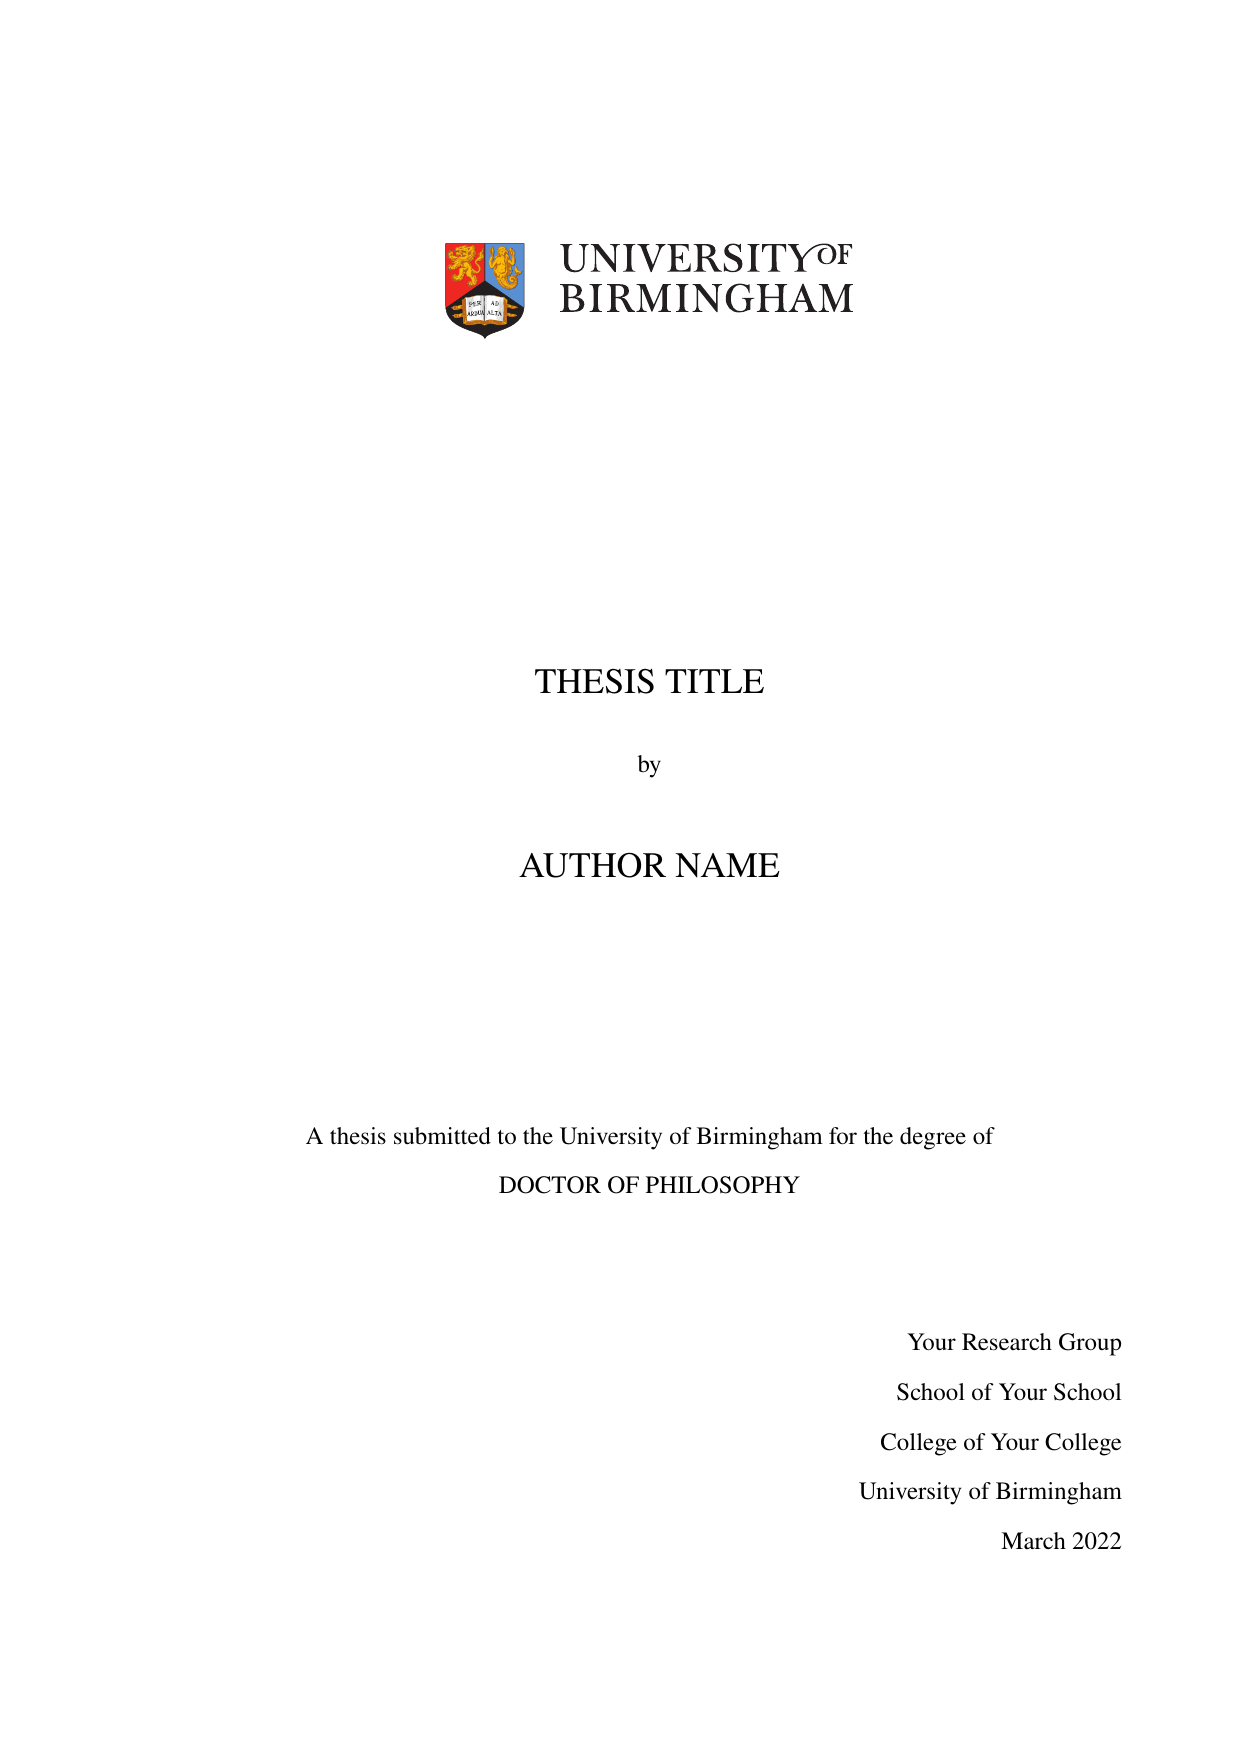 PER AD
ARDUA ALTA
UNIVERSITY OF
BIRMINGHAM
THESIS TITLE
by
AUTHOR NAME
A thesis submitted to the University of Birmingham for the degree of
DOCTOR OF PHILOSOPHY
Your Research Group
School of Your School
College of Your College
University of Birmingham
March 2022